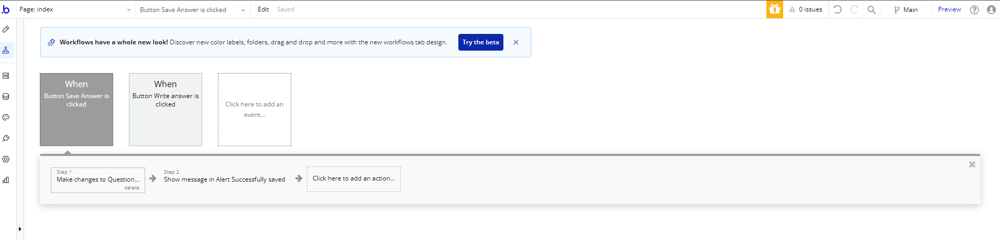 .b Page: index Button Save Answer is clicked Edit Saved 0 issues Main Preview ?
Workflows have a whole new look! Discover new color labels, folders, drag and drop and more with the new workflows tab design. Try the beta
When
Button Save Answer is
clicked
When
Button Write answer is
clicked
Click here to add an
event...
Step 1
Make changes to Question...
delete
Step 2
Show message in Alert Successfully saved
Click here to add an action...